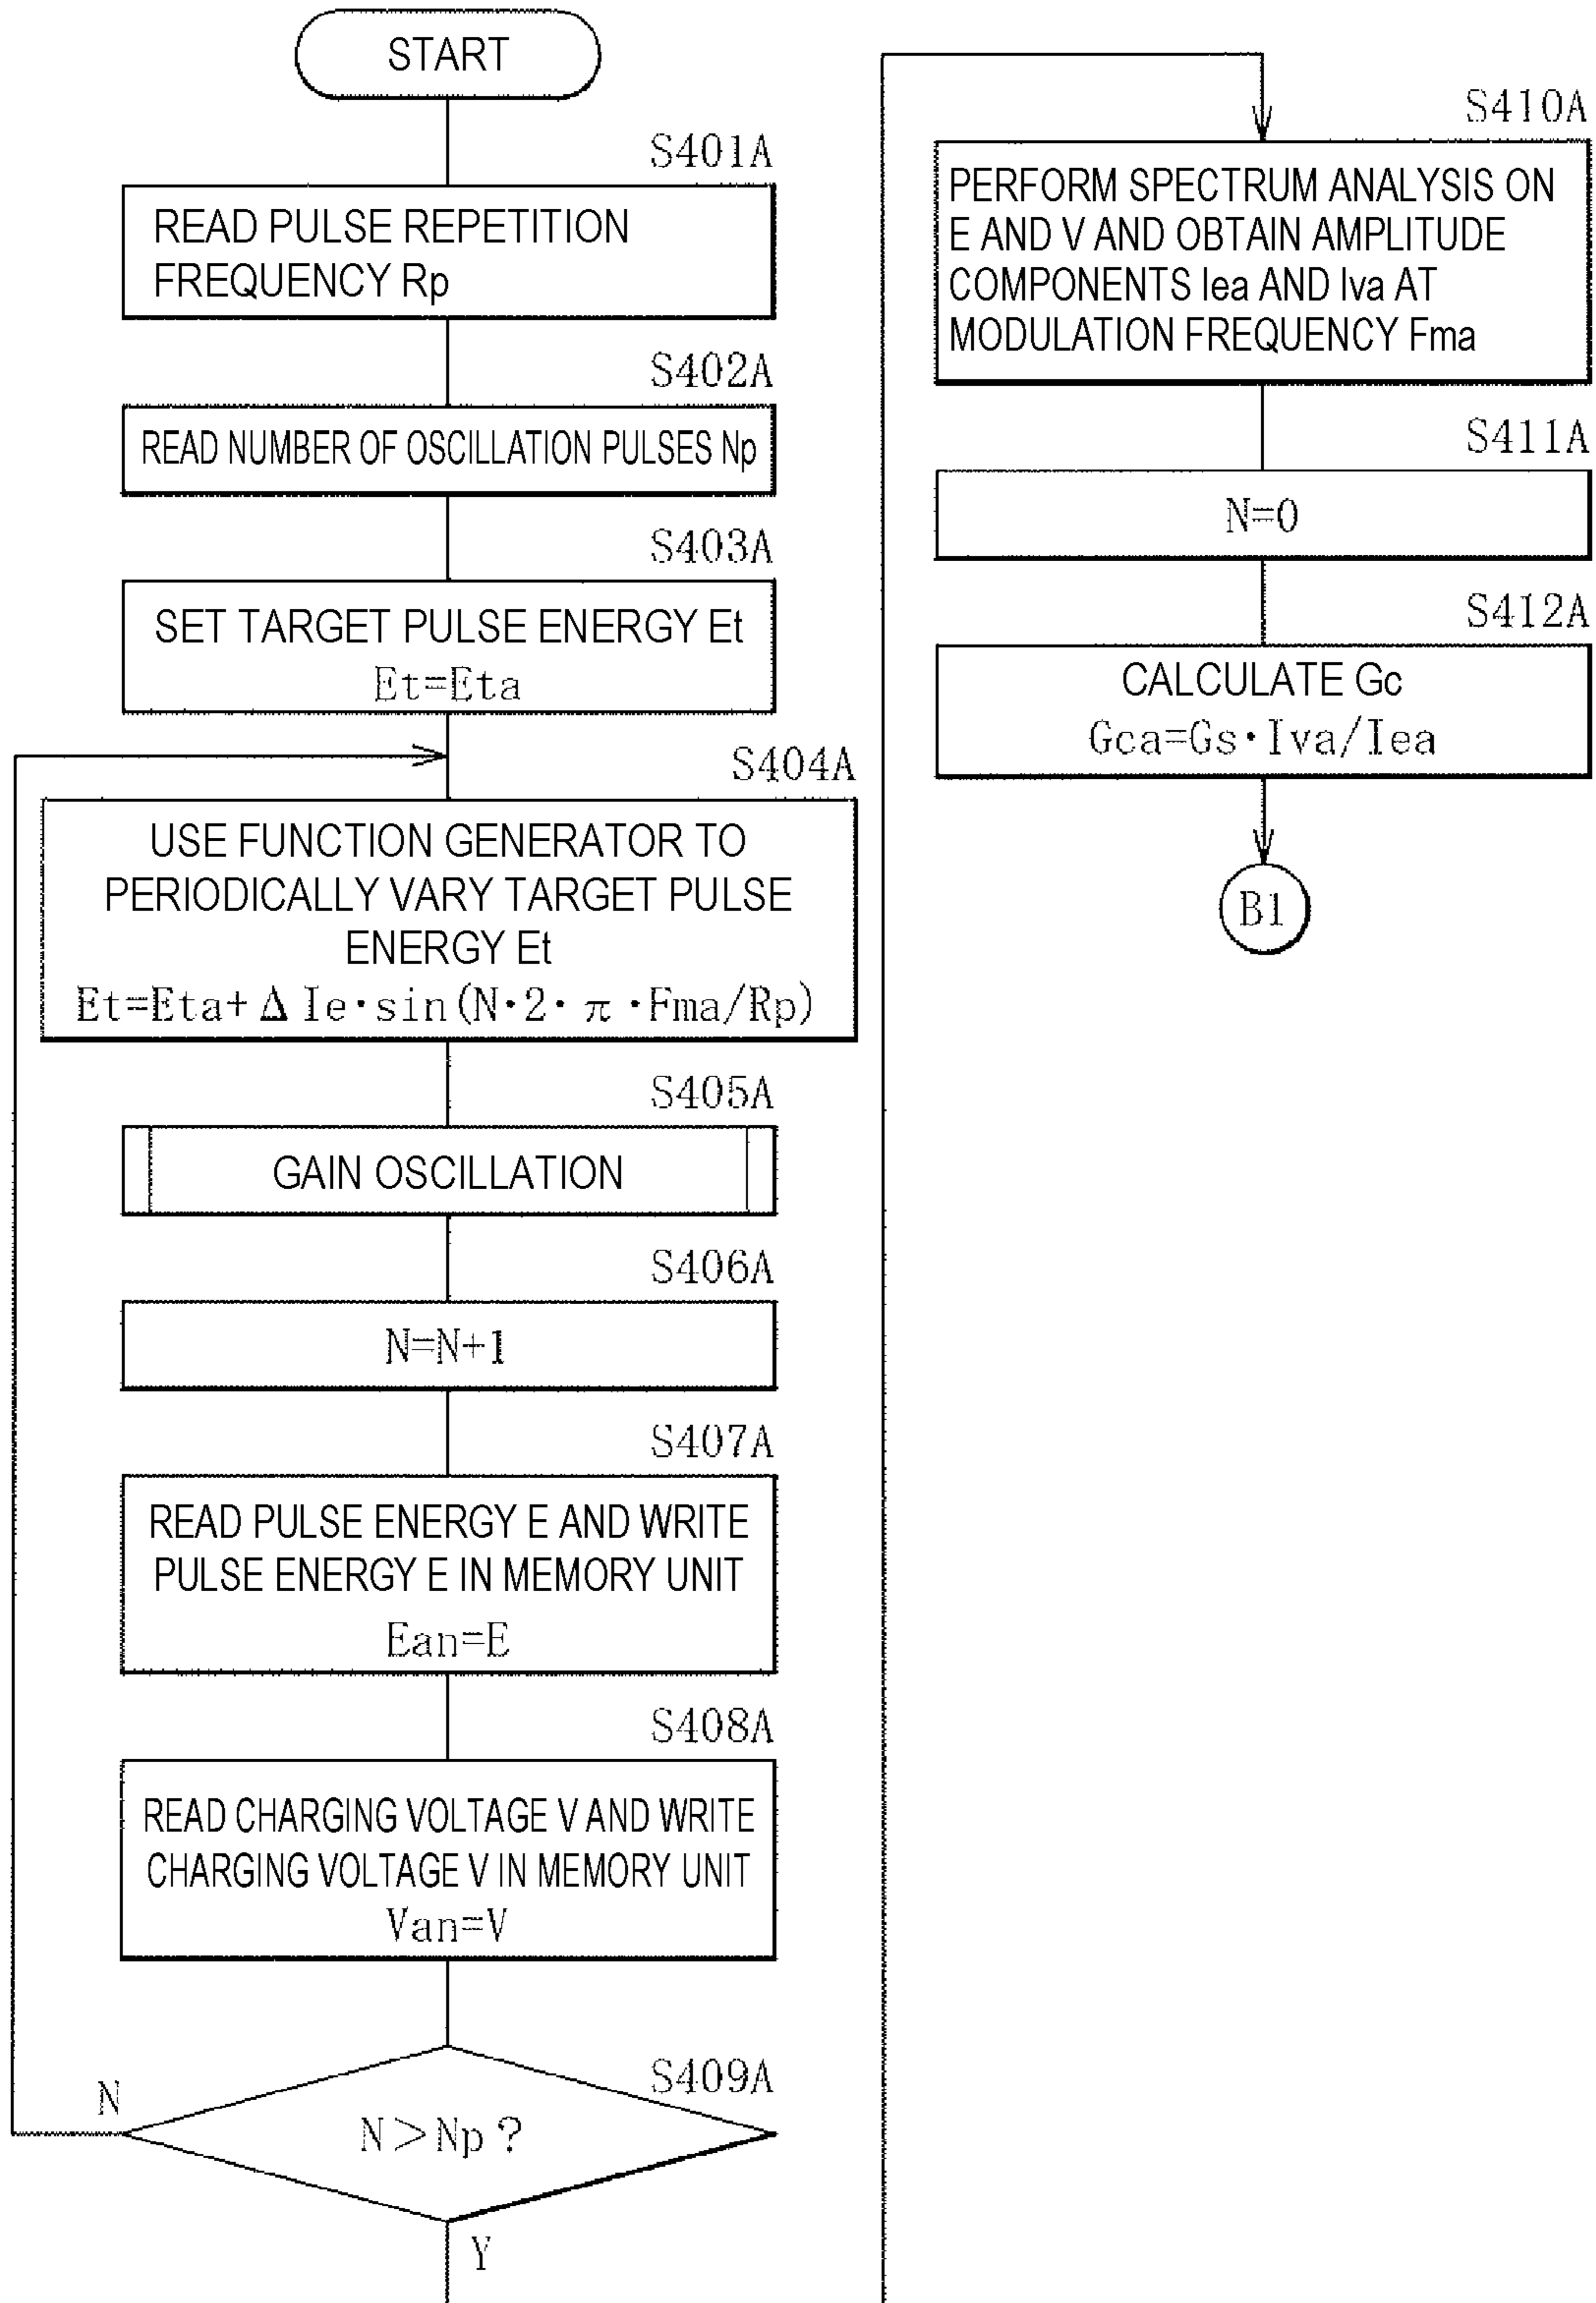 START
S401A
READ PULSE REPETITION
FREQUENCY Rp
S402A
READ NUMBER OF OSCILLATION PULSES Np
S403A
SET TARGET PULSE ENERGY Et
Et=Eta
S404A
USE FUNCTION GENERATOR TO
PERIODICALLY VARY TARGET PULSE
ENERGY Et
Et=Eta+ΔIe·sin(N·2·π·Fma/Rp)
S405A
GAIN OSCILLATION
S406A
N=N+1
S407A
READ PULSE ENERGY E AND WRITE
PULSE ENERGY E IN MEMORY UNIT
Ean=E
S408A
READ CHARGING VOLTAGE V AND WRITE
CHARGING VOLTAGE V IN MEMORY UNIT
Van=V
S409A
N
N>Np?
Y
S410A
PERFORM SPECTRUM ANALYSIS ON
E AND V AND OBTAIN AMPLITUDE
COMPONENTS Iea AND Iva AT
MODULATION FREQUENCY Fma
S411A
N=0
S412A
CALCULATE Gc
Gca=Gs·Iva/Iea
B1